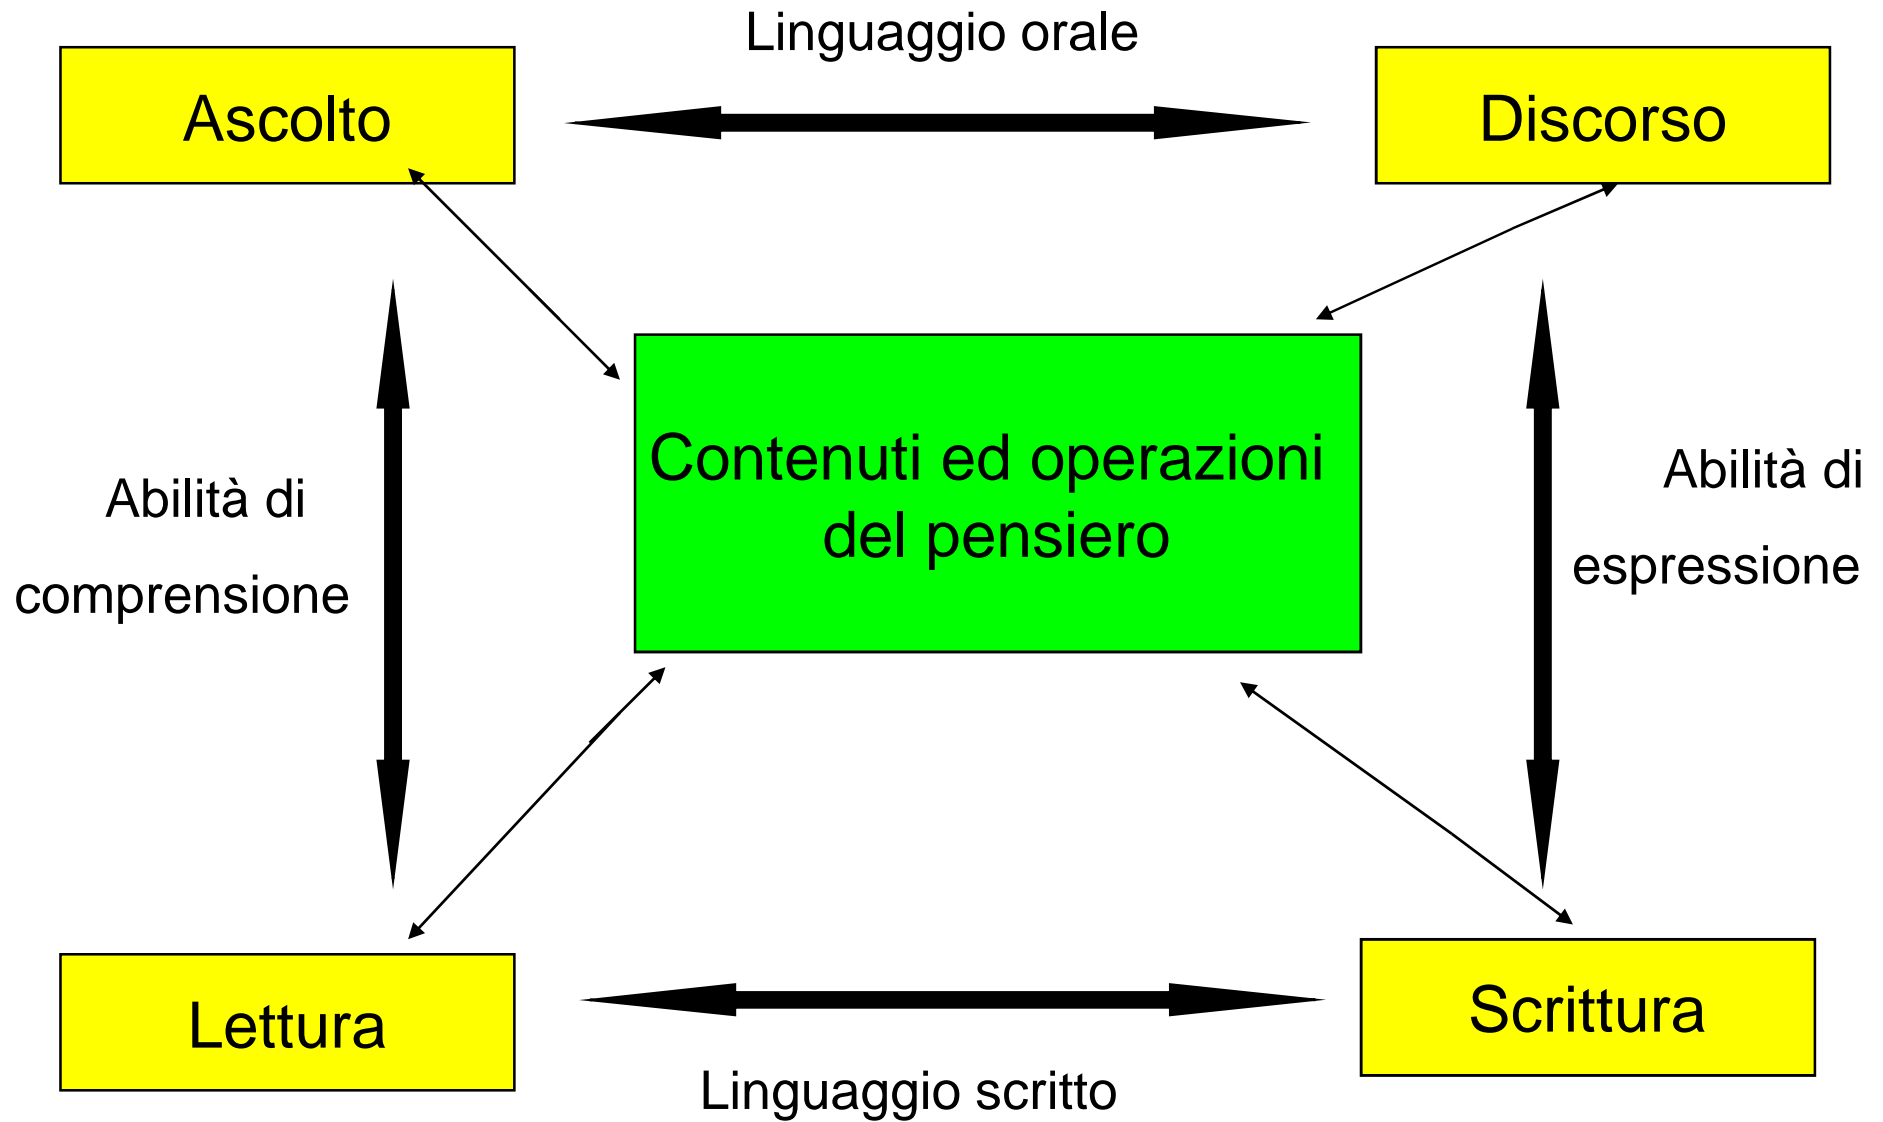 Linguaggio orale
Ascolto
Discorso
Contenuti ed operazioni
del pensiero
Abilità di
comprensione
Abilità di
espressione
Lettura
Scrittura
Linguaggio scritto